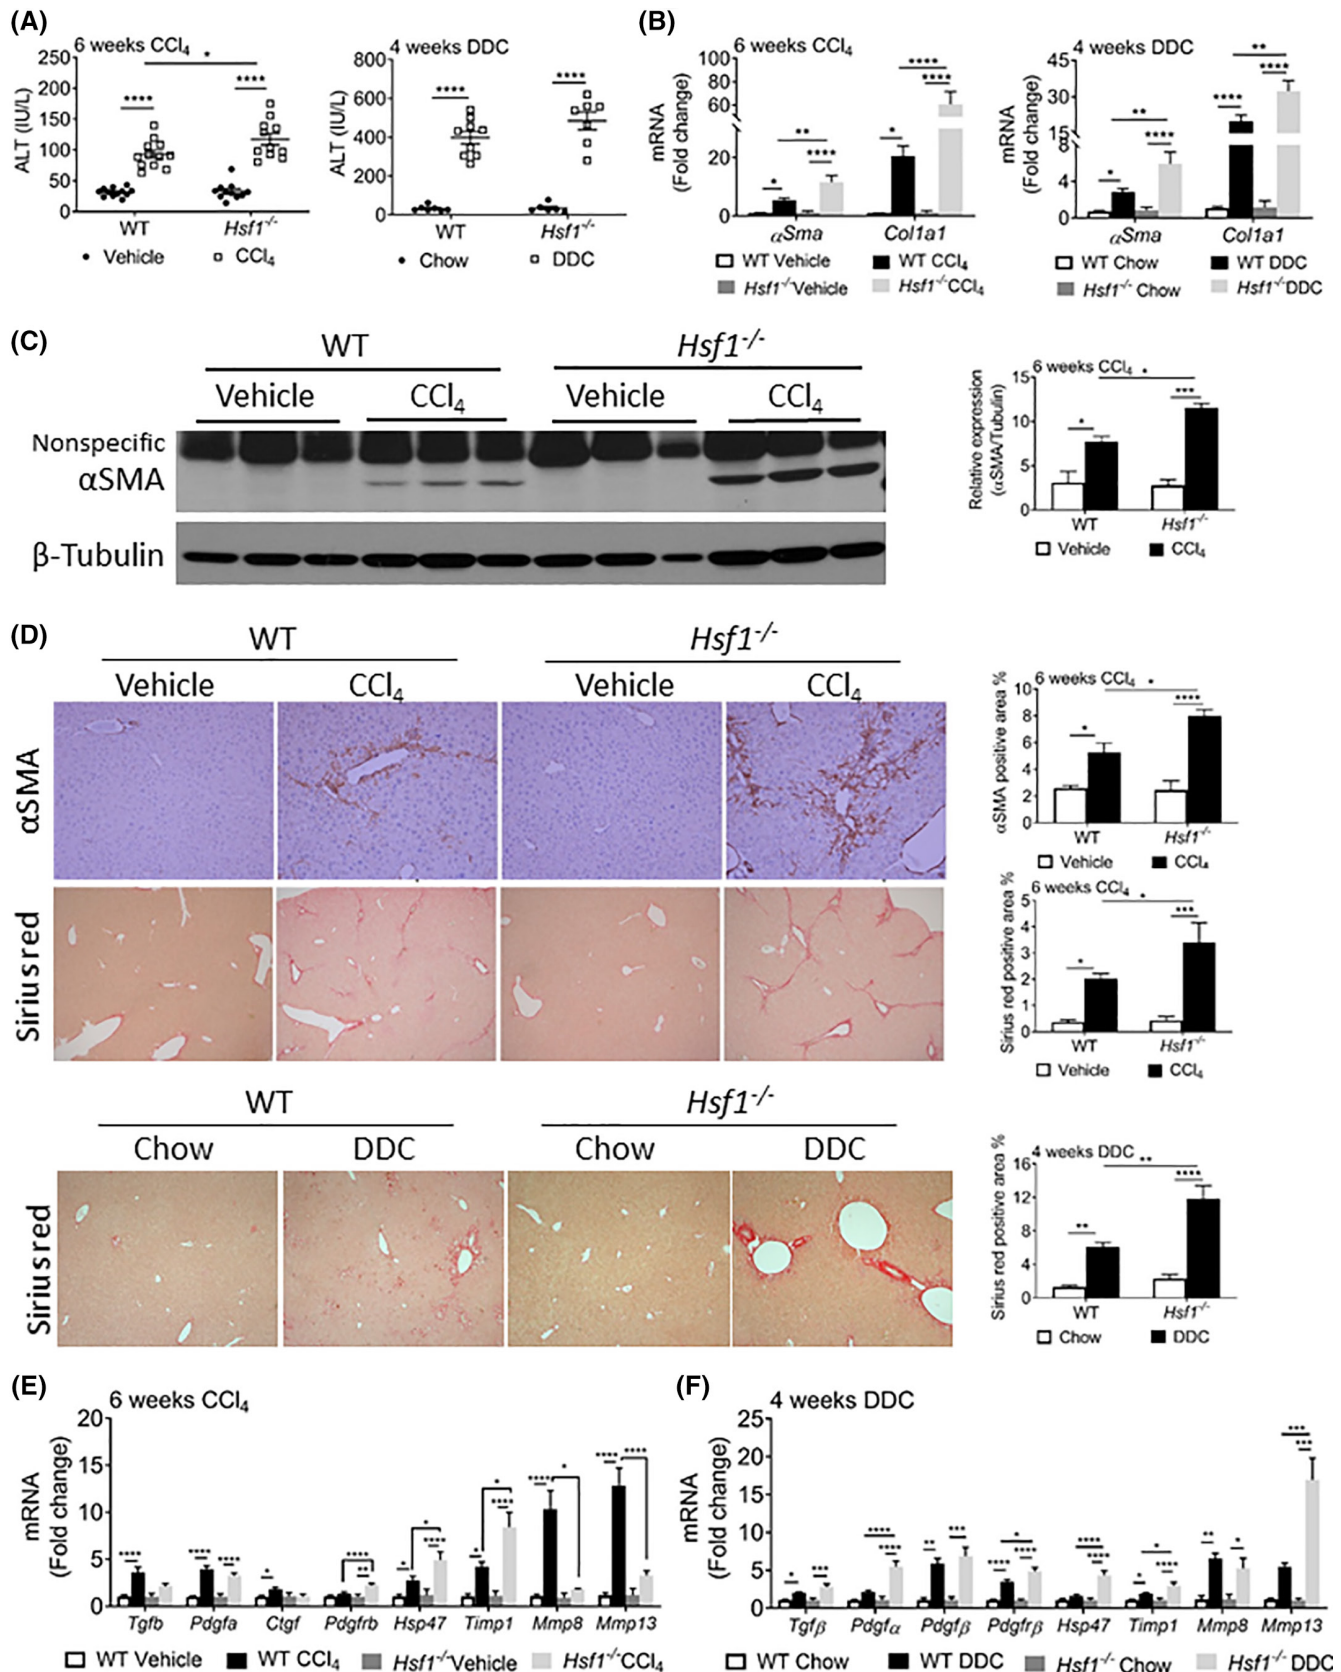 (A)
6 weeks CCl4
ALT (IU/L)
250
200
150
100
50
0
*
****
****
WT
Hsf1-/-
• Vehicle □ CCl4
4 weeks DDC
ALT (IU/L)
800
600
400
200
0
****
****
WT
Hsf1-/-
• Chow □ DDC
(B)
6 weeks CCl4
mRNA
(Fold change)
100
80
60
20
0
*
**
****
*
****
****
αSma
Col1a1
WT Vehicle WT CCl4
Hsf1-/-Vehicle Hsf1-/-CCl4
4 weeks DDC
mRNA
(Fold change)
45
30
15
8
4
0
*
**
****
****
**
****
αSma
Col1a1
WT Chow WT DDC
Hsf1-/- Chow Hsf1-/-DDC
(C)
WT Hsf1-/-
Vehicle CCl4 Vehicle CCl4
Nonspecific
αSMA
β-Tubulin
6 weeks CCl4
Relative expression
(αSMA/Tubulin)
15
10
5
0
*
*
***
WT
Hsf1-/-
Vehicle CCl4
(D)
WT Hsf1-/-
Vehicle CCl4 Vehicle CCl4
αSMA
Siriusred
6 weeks CCl4
αSMA positive area %
10
8
6
4
2
0
*
*
****
WT
Hsf1-/-
Vehicle CCl4
6 weeks CCl4
Sirius red positive area %
5
4
3
2
1
0
*
*
***
WT
Hsf1-/-
Vehicle CCl4
WT Hsf1-/-
Chow DDC Chow DDC
Siriusred
4 weeks DDC
Sirius red positive area %
16
12
8
4
0
**
**
****
WT
Hsf1-/-
Chow DDC
(E)
6 weeks CCl4
mRNA
(Fold change)
20
15
10
5
0
**** **** **** * **** ** * * **** * * **** **** * **** ****
Tgfb Pdgfa Ctgf Pdgfrb Hsp47 Timp1 Mmp8 Mmp13
WT Vehicle WT CCl4 Hsf1-/-Vehicle Hsf1-/-CCl4
(F)
4 weeks DDC
mRNA
(Fold change)
25
20
15
10
5
0
* *** **** **** ** *** **** * **** **** **** * * **** ** * *** ***
Tgfβ Pdgfα Pdgfβ Pdgfrβ Hsp47 Timp1 Mmp8 Mmp13
WT Chow WT DDC Hsf1-/- Chow Hsf1-/- DDC